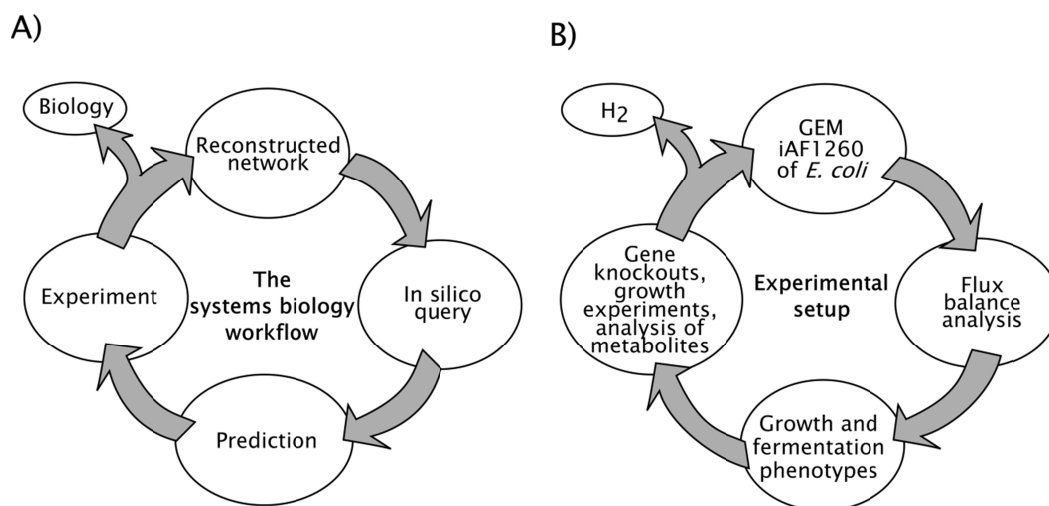 A)
Biology
Reconstructed
network
Experiment
The
systems biology
workflow
In silico
query
Prediction
B)
H2
GEM
iAF1260
of E. coli
Gene
knockouts,
growth
experiments,
analysis of
metabolites
Experimental
setup
Flux
balance
analysis
Growth and
fermentation
phenotypes